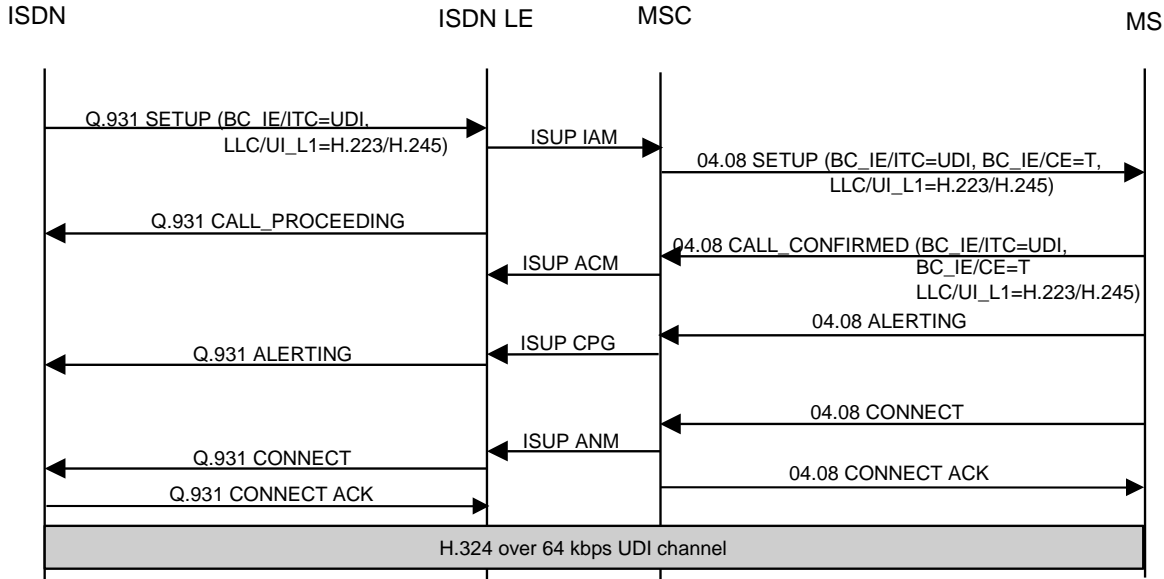 ISDN
ISDN LE
MSC
MS
Q.931 SETUP (BC_IE/ITC=UDI,
LLC/UI_L1=H.223/H.245)
ISUP IAM
04.08 SETUP (BC_IE/ITC=UDI, BC_IE/CE=T,
LLC/UI_L1=H.223/H.245)
Q.931 CALL_PROCEEDING
04.08 CALL_CONFIRMED (BC_IE/ITC=UDI,
BC_IE/CE=T
LLC/UI_L1=H.223/H.245)
ISUP ACM
04.08 ALERTING
ISUP CPG
Q.931 ALERTING
04.08 CONNECT
ISUP ANM
Q.931 CONNECT
04.08 CONNECT ACK
Q.931 CONNECT ACK
H.324 over 64 kbps UDI channel